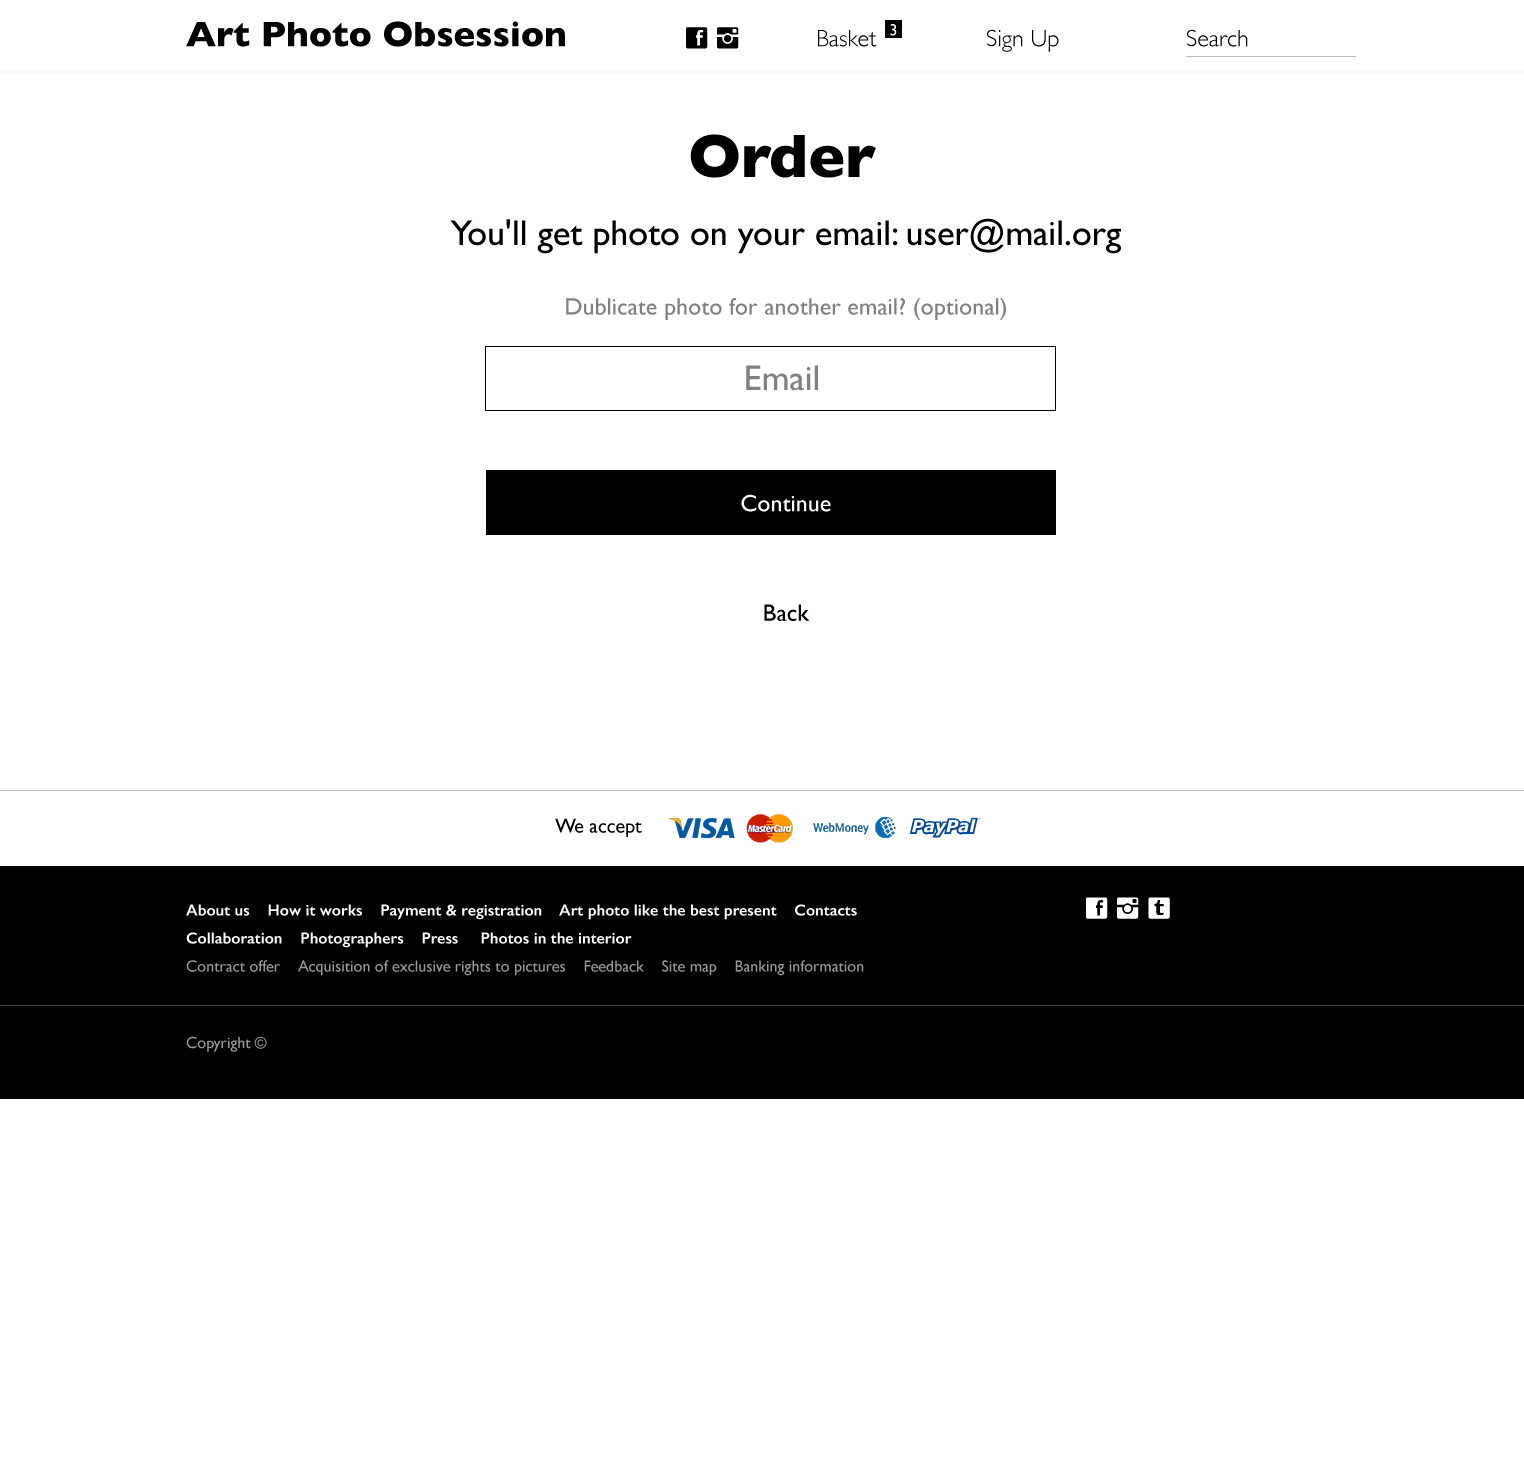 Art Photo Obsession Basket 3 Sign Up Search
Order
You'll get photo on your email: user@mail.org
Dublicate photo for another email? (optional)
Email
Continue
Back
We accept VISA MasterCard WebMoney PayPal
About us How it works Payment & registration Art photo like the best present Contacts
Collaboration Photographers Press Photos in the interior
Contract offer Acquisition of exclusive rights to pictures Feedback Site map Banking information
Copyright ©